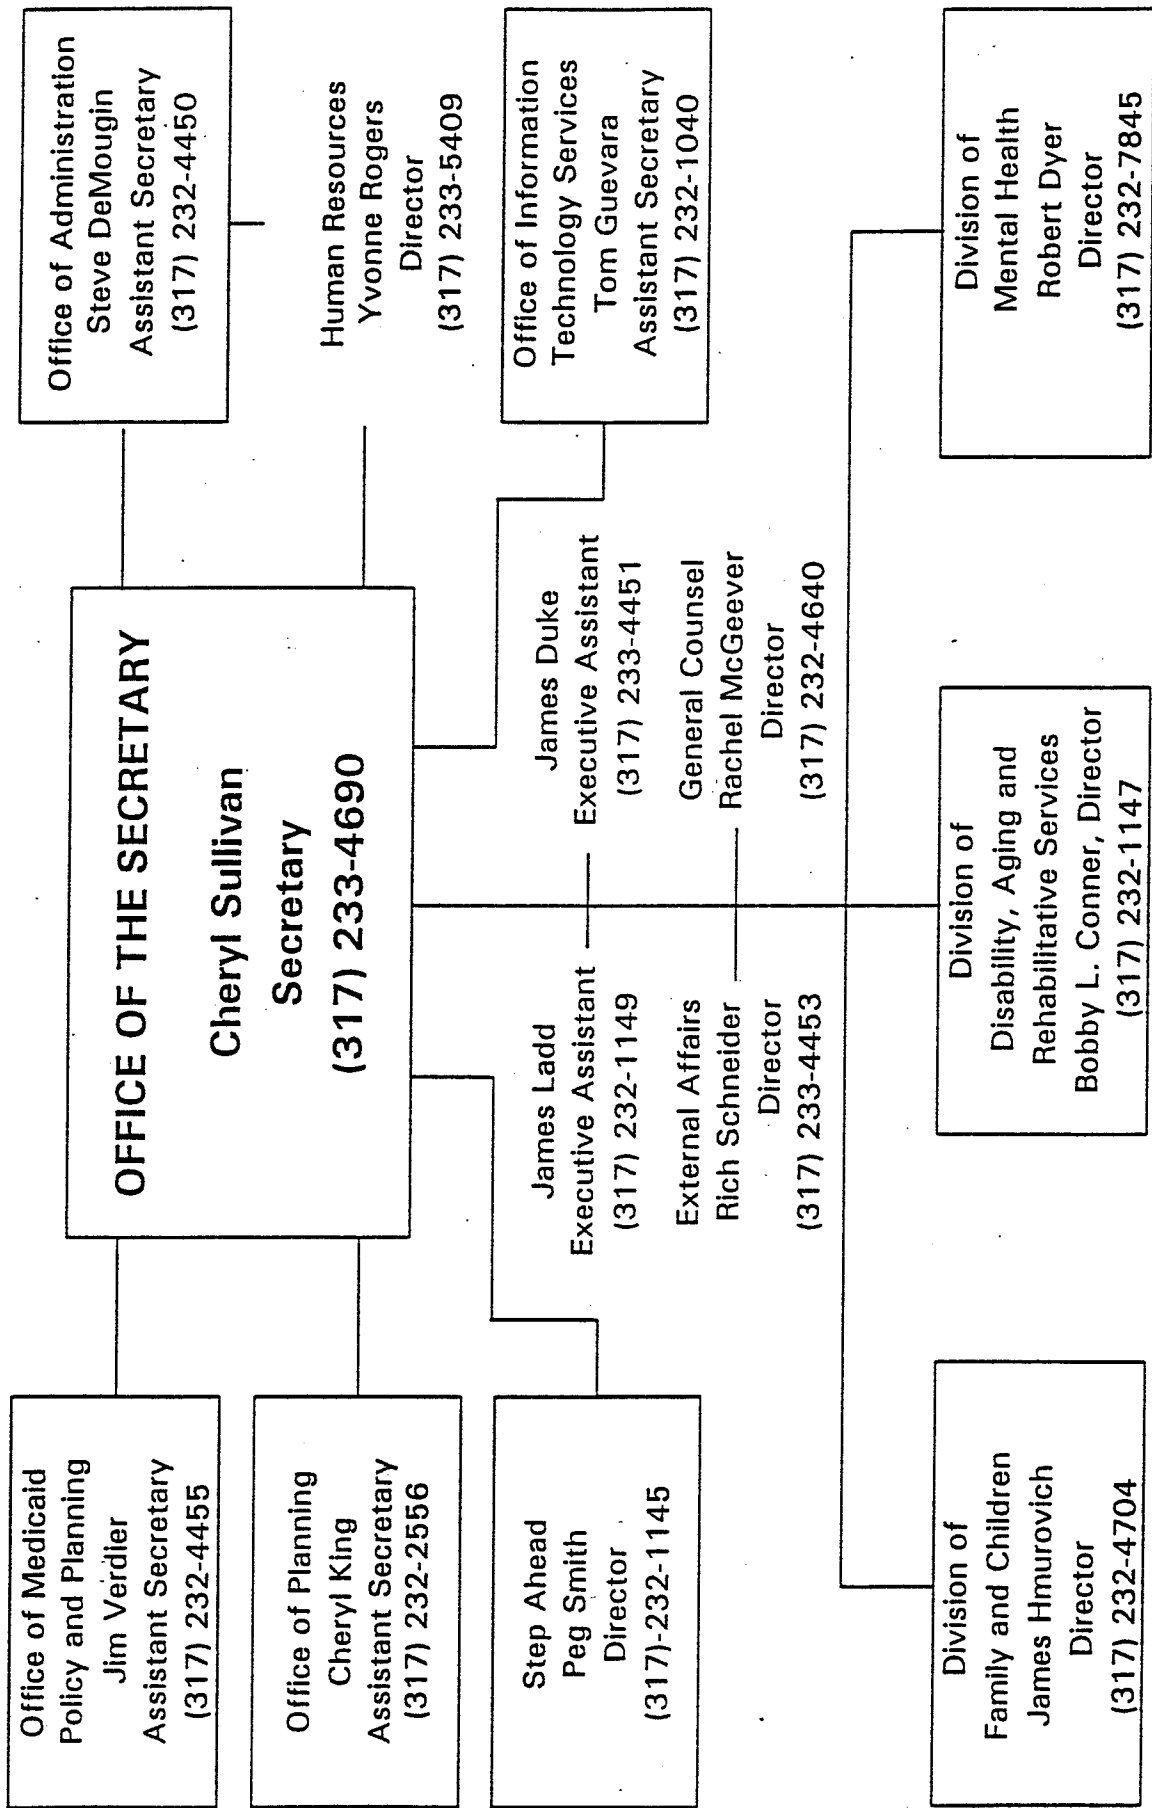 OFFICE OF THE SECRETARY
Cheryl Sullivan
Secretary
(317) 233-4690
Office of Medicaid
Policy and Planning
Jim Verdier
Assistant Secretary
(317) 232-4455
Office of Planning
Cheryl King
Assistant Secretary
(317) 232-2556
Step Ahead
Peg Smith
Director
(317)-232-1145
Office of Administration
Steve DeMougin
Assistant Secretary
(317) 232-4450
Human Resources
Yvonne Rogers
Director
(317) 233-5409
Office of Information
Technology Services
Tom Guevara
Assistant Secretary
(317) 232-1040
James Ladd
Executive Assistant
(317) 232-1149
James Duke
Executive Assistant
(317) 233-4451
External Affairs
Rich Schneider
Director
(317) 233-4453
General Counsel
Rachel McGeever
Director
(317) 232-4640
Division of
Family and Children
James Hmurovich
Director
(317) 232-4704
Division of
Disability, Aging and
Rehabilitative Services
Bobby L. Conner, Director
(317) 232-1147
Division of
Mental Health
Robert Dyer
Director
(317) 232-7845